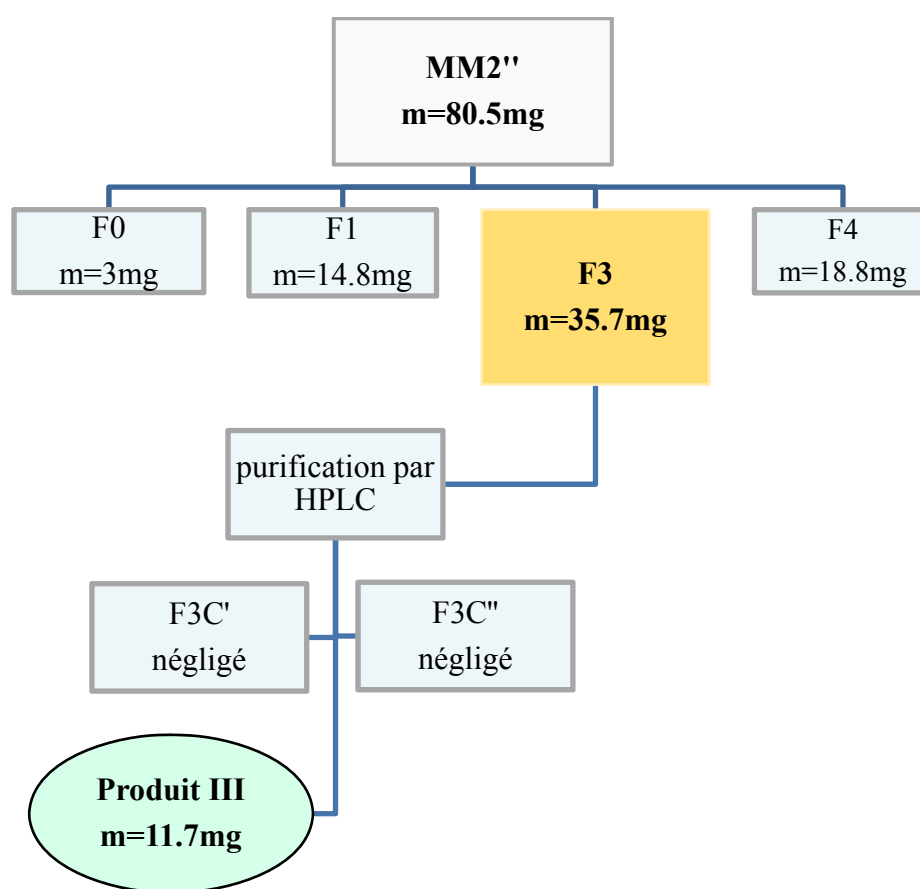 MM2''
m=80.5mg
F0
m=3mg
F1
m=14.8mg
F3
m=35.7mg
F4
m=18.8mg
purification par
HPLC
F3C'
négligé
F3C"
négligé
Produit III
m=11.7mg